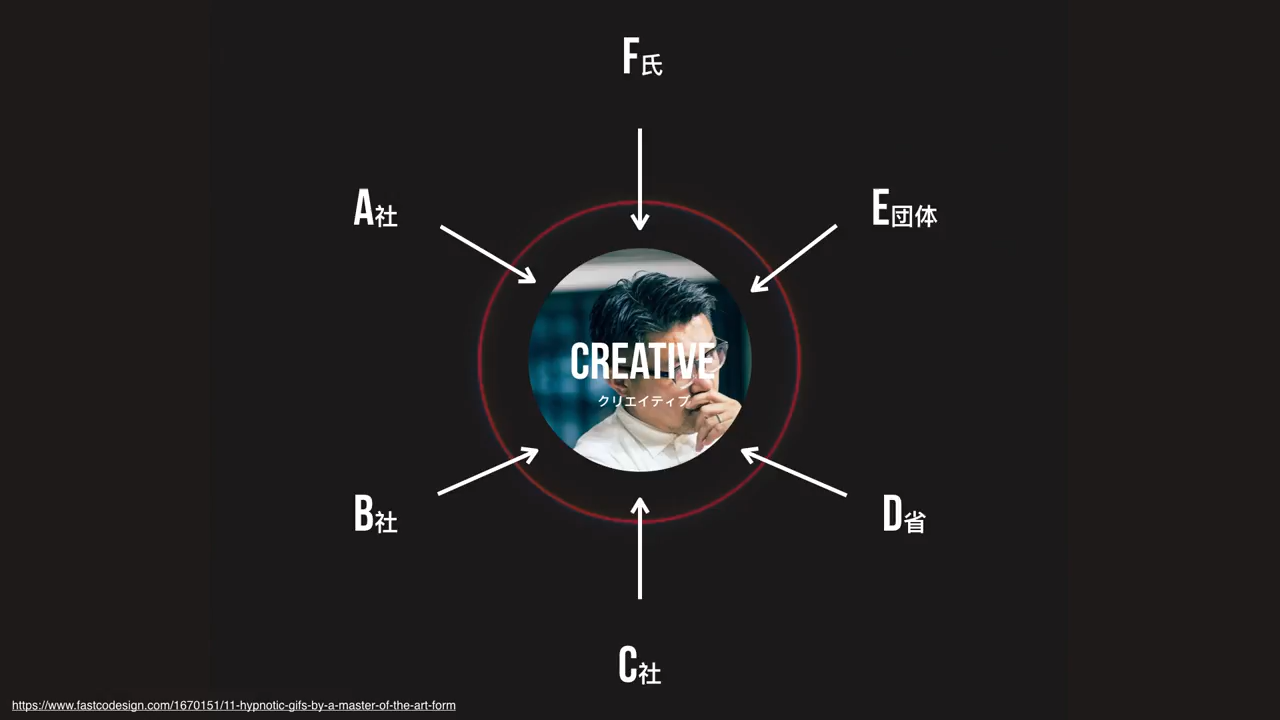 F氏
A社
E団体
CREATIVE
クリエイティブ
B社
D省
C社
https://www.fastcodesign.com/1670151/11-hypnotic-gifs-by-a-master-of-the-art-form